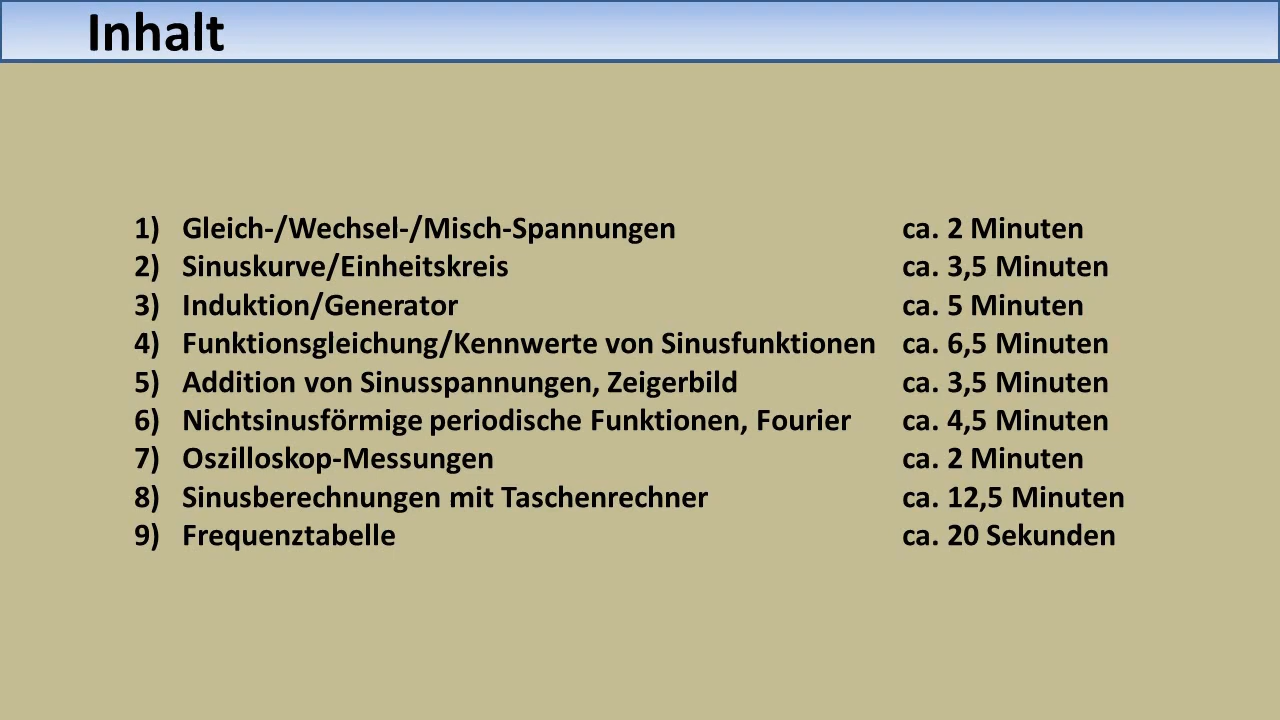 Inhalt
1) Gleich-/Wechsel-/Misch-Spannungen ca. 2 Minuten
2) Sinuskurve/Einheitskreis ca. 3,5 Minuten
3) Induktion/Generator ca. 5 Minuten
4) Funktionsgleichung/Kennwerte von Sinusfunktionen ca. 6,5 Minuten
5) Addition von Sinusspannungen, Zeigerbild ca. 3,5 Minuten
6) Nichtsinusförmige periodische Funktionen, Fourier ca. 4,5 Minuten
7) Oszilloskop-Messungen ca. 2 Minuten
8) Sinusberechnungen mit Taschenrechner ca. 12,5 Minuten
9) Frequenztabelle ca. 20 Sekunden